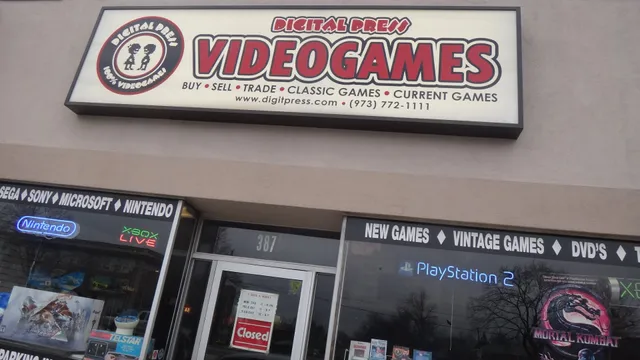 DIGITAL PRESS
100% VIDEOGAMES
DIGITAL PRESS
VIDEOGAMES
BUY • SELL • TRADE • CLASSIC GAMES • CURRENT GAMES
www.digitpress.com • (973) 772-1111
SEGA ♦ SONY ♦ MICROSOFT ♦ NINTENDO
Nintendo
XBOX
LIVE
TELSTAR
PARKING
387
Closed
NEW GAMES ♦ VINTAGE GAMES ♦ DVD'S ♦
PlayStation 2
MORTAL KOMBAT